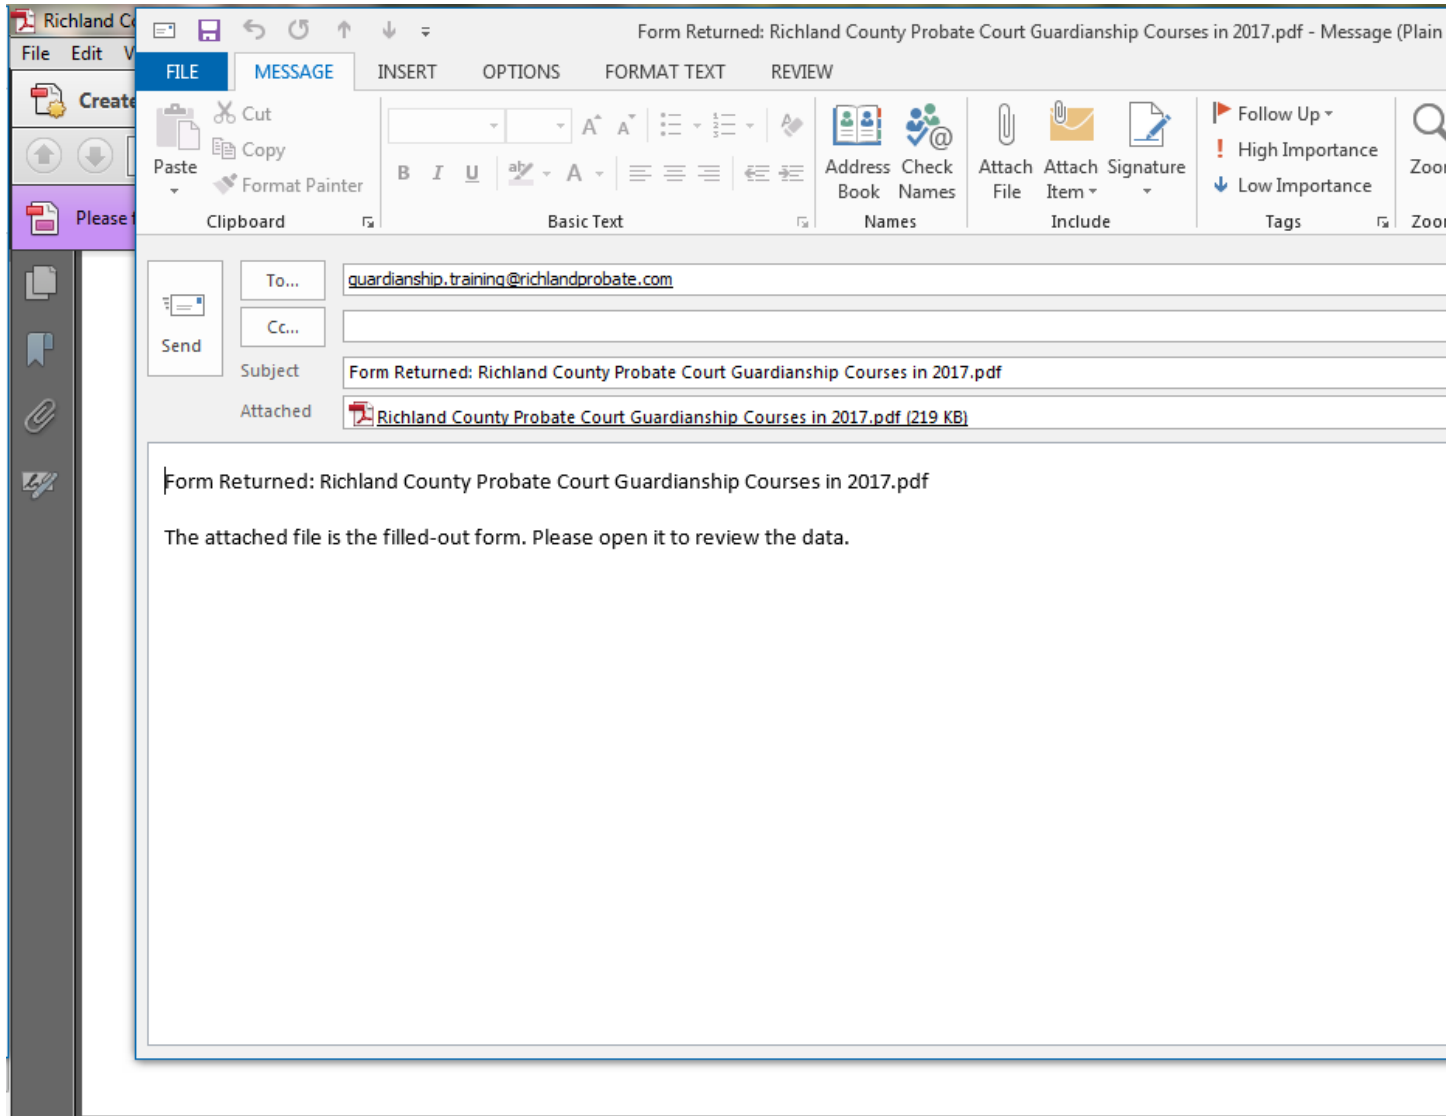 Richland Co
Form Returned: Richland County Probate Court Guardianship Courses in 2017.pdf - Message (Plain
File Edit V
FILE MESSAGE INSERT OPTIONS FORMAT TEXT REVIEW
Create
Paste
Cut
Copy
Format Painter
Clipboard
A A
B I U aby A
Basic Text
Address Book
Check Names
Names
Attach File
Attach Item
Signature
Include
Follow Up
High Importance
Low Importance
Tags
Zoo
Zoo
Please
Send
To... guardianship.training@richlandprobate.com
Cc...
Subject Form Returned: Richland County Probate Court Guardianship Courses in 2017.pdf
Attached Richland County Probate Court Guardianship Courses in 2017.pdf (219 KB)
Form Returned: Richland County Probate Court Guardianship Courses in 2017.pdf
The attached file is the filled-out form. Please open it to review the data.